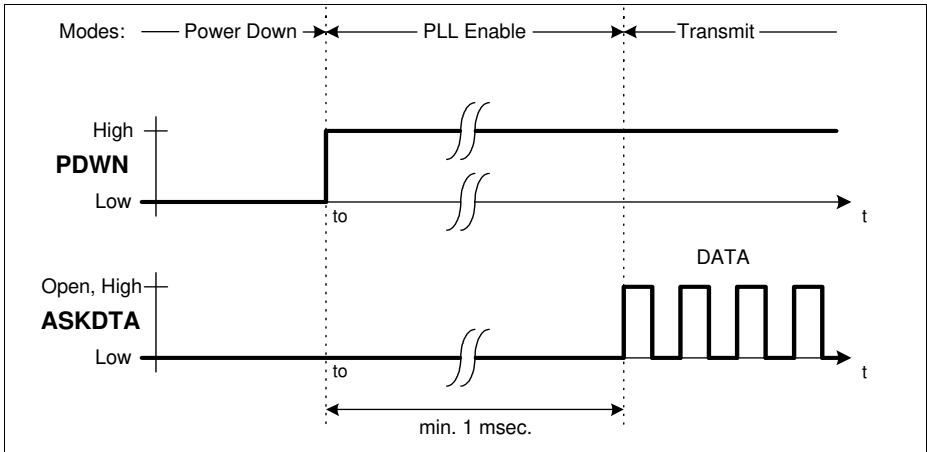 Modes: Power Down PLL Enable Transmit
High
PDWN
Low
to
t
DATA
Open, High
ASKDTA
Low
to
t
min. 1 msec.